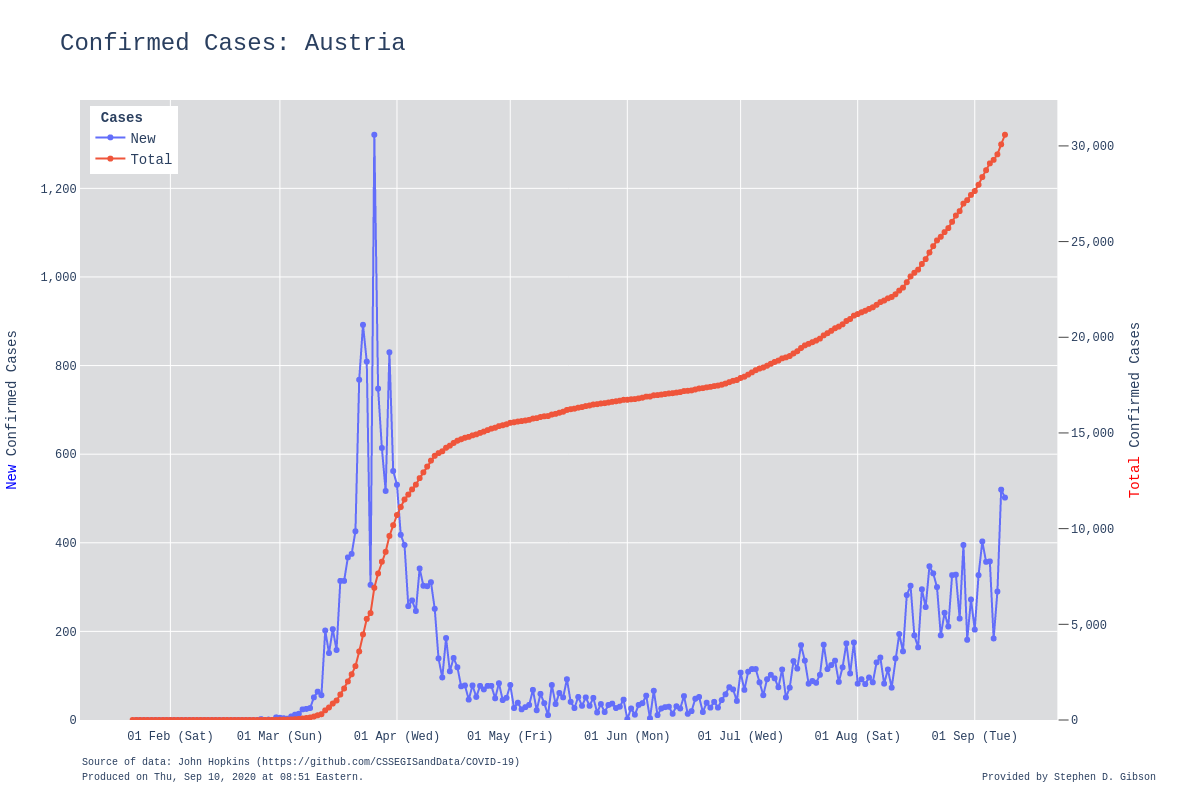 Confirmed Cases: Austria
Cases
New
Total
1,200
1,000
800
600
400
200
0
New Confirmed Cases
30,000
25,000
20,000
15,000
10,000
5,000
0
Total Confirmed Cases
01 Feb (Sat) 01 Mar (Sun) 01 Apr (Wed) 01 May (Fri) 01 Jun (Mon) 01 Jul (Wed) 01 Aug (Sat) 01 Sep (Tue)
Source of data: John Hopkins (https://github.com/CSSEGISandData/COVID-19)
Produced on Thu, Sep 10, 2020 at 08:51 Eastern.
Provided by Stephen D. Gibson